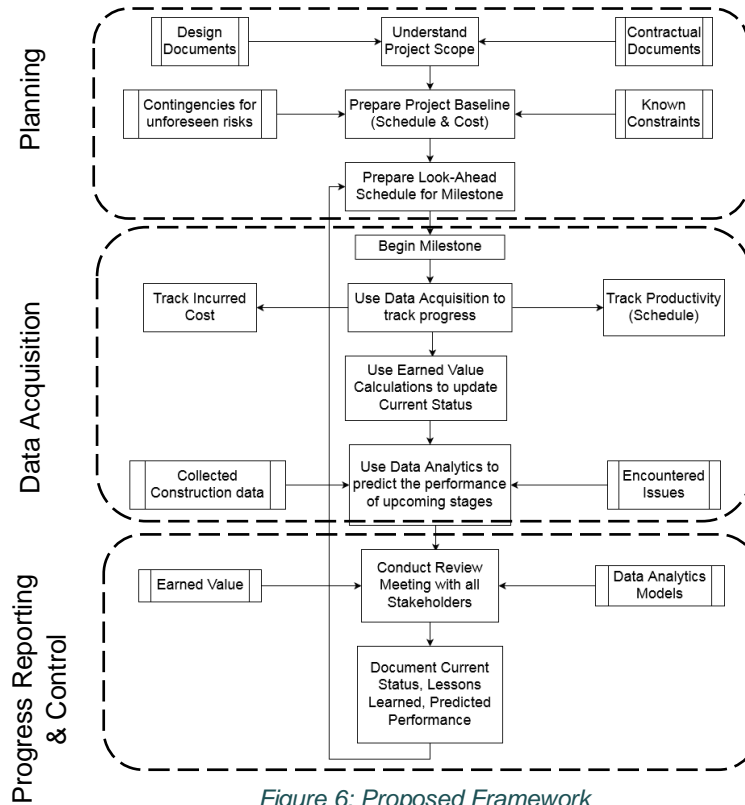 Planning
Design
Documents
Understand
Project Scope
Contractual
Documents
Contingencies for
unforeseen risks
Prepare Project Baseline
(Schedule & Cost)
Known
Constraints
Prepare Look-Ahead
Schedule for Milestone
Data Acquisition
Begin Milestone
Track Incurred
Cost
Use Data Acquisition to
track progress
Track Productivity
(Schedule)
Use Earned Value
Calculations to update
Current Status
Collected
Construction data
Use Data Analytics to
predict the performance
of upcoming stages
Encountered
Issues
Progress Reporting
& Control
Earned Value
Conduct Review
Meeting with all
Stakeholders
Data Analytics
Models
Document Current
Status, Lessons
Learned, Predicted
Performance
Figure 6: Proposed Framework